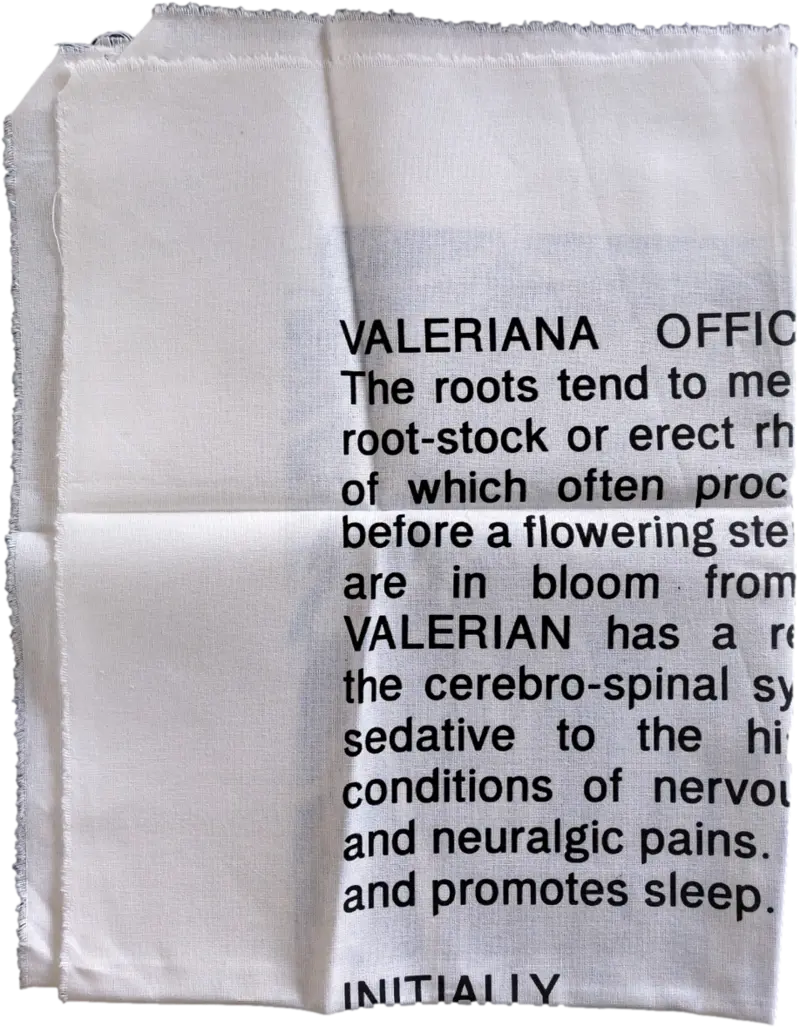 VALERIANA OFFIC
The roots tend to me
root-stock or erect rh
of which often proc
before a flowering ste
are in bloom from
VALERIAN has a re
the cerebro-spinal sy
sedative to the hi
conditions of nervou
and neuralgic pains.
and promotes sleep.
INITIALLY